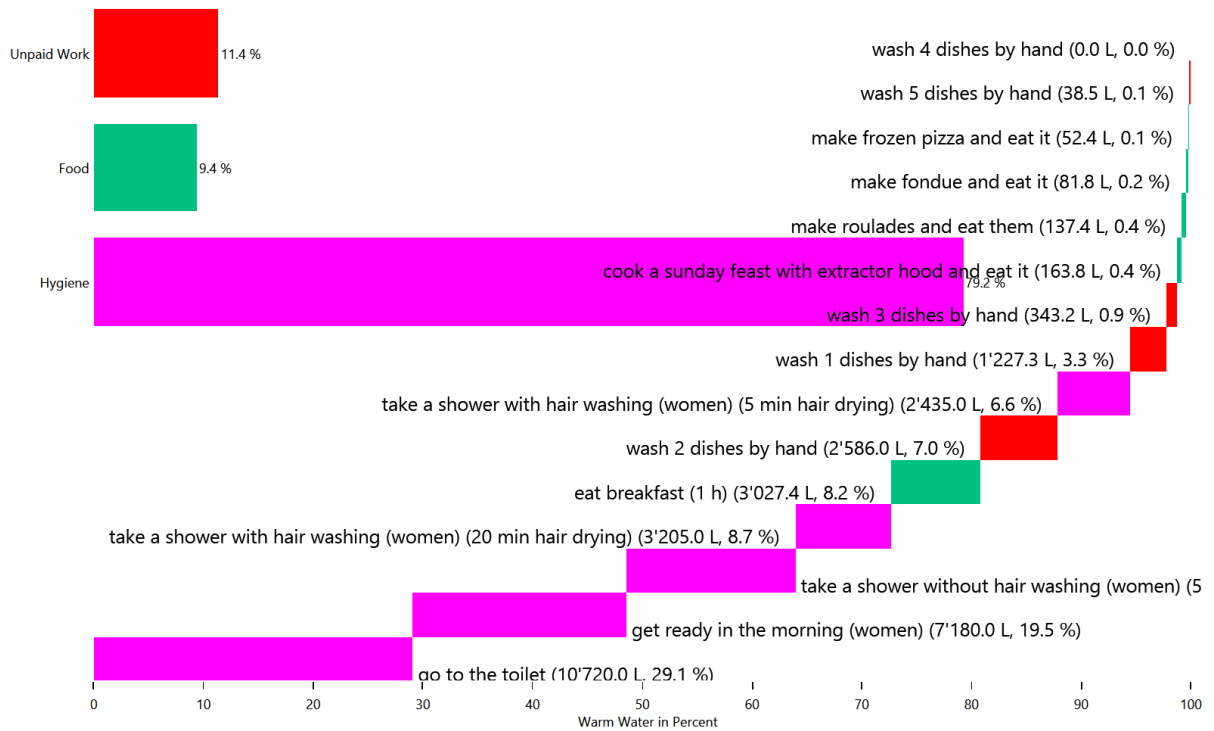 wash 4 dishes by hand (0.0 L, 0.0 %)
Unpaid Work
11.4 %
wash 5 dishes by hand (38.5 L, 0.1 %)
make frozen pizza and eat it (52.4 L, 0.1 %)
Food
9.4 %
make fondue and eat it (81.8 L, 0.2 %)
make roulades and eat them (137.4 L, 0.4 %)
cook a sunday feast with extractor hood and eat it (163.8 L, 0.4 %)
Hygiene
79.2 %
wash 3 dishes by hand (343.2 L, 0.9 %)
wash 1 dishes by hand (1'227.3 L, 3.3 %)
take a shower with hair washing (women) (5 min hair drying) (2'435.0 L, 6.6 %)
wash 2 dishes by hand (2'586.0 L, 7.0 %)
eat breakfast (1 h) (3'027.4 L, 8.2 %)
take a shower with hair washing (women) (20 min hair drying) (3'205.0 L, 8.7 %)
take a shower without hair washing (women) (5
get ready in the morning (women) (7'180.0 L, 19.5 %)
go to the toilet (10'720.0 L, 29.1 %)
0 10 20 30 40 50 60 70 80 90 100
Warm Water in Percent